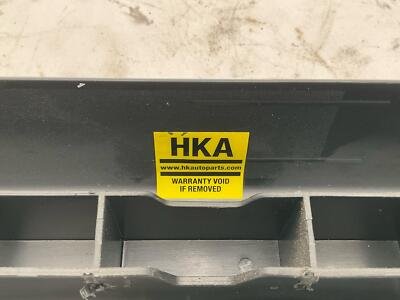 HKA
www.hkautoparts.com
WARRANTY VOID
IF REMOVED